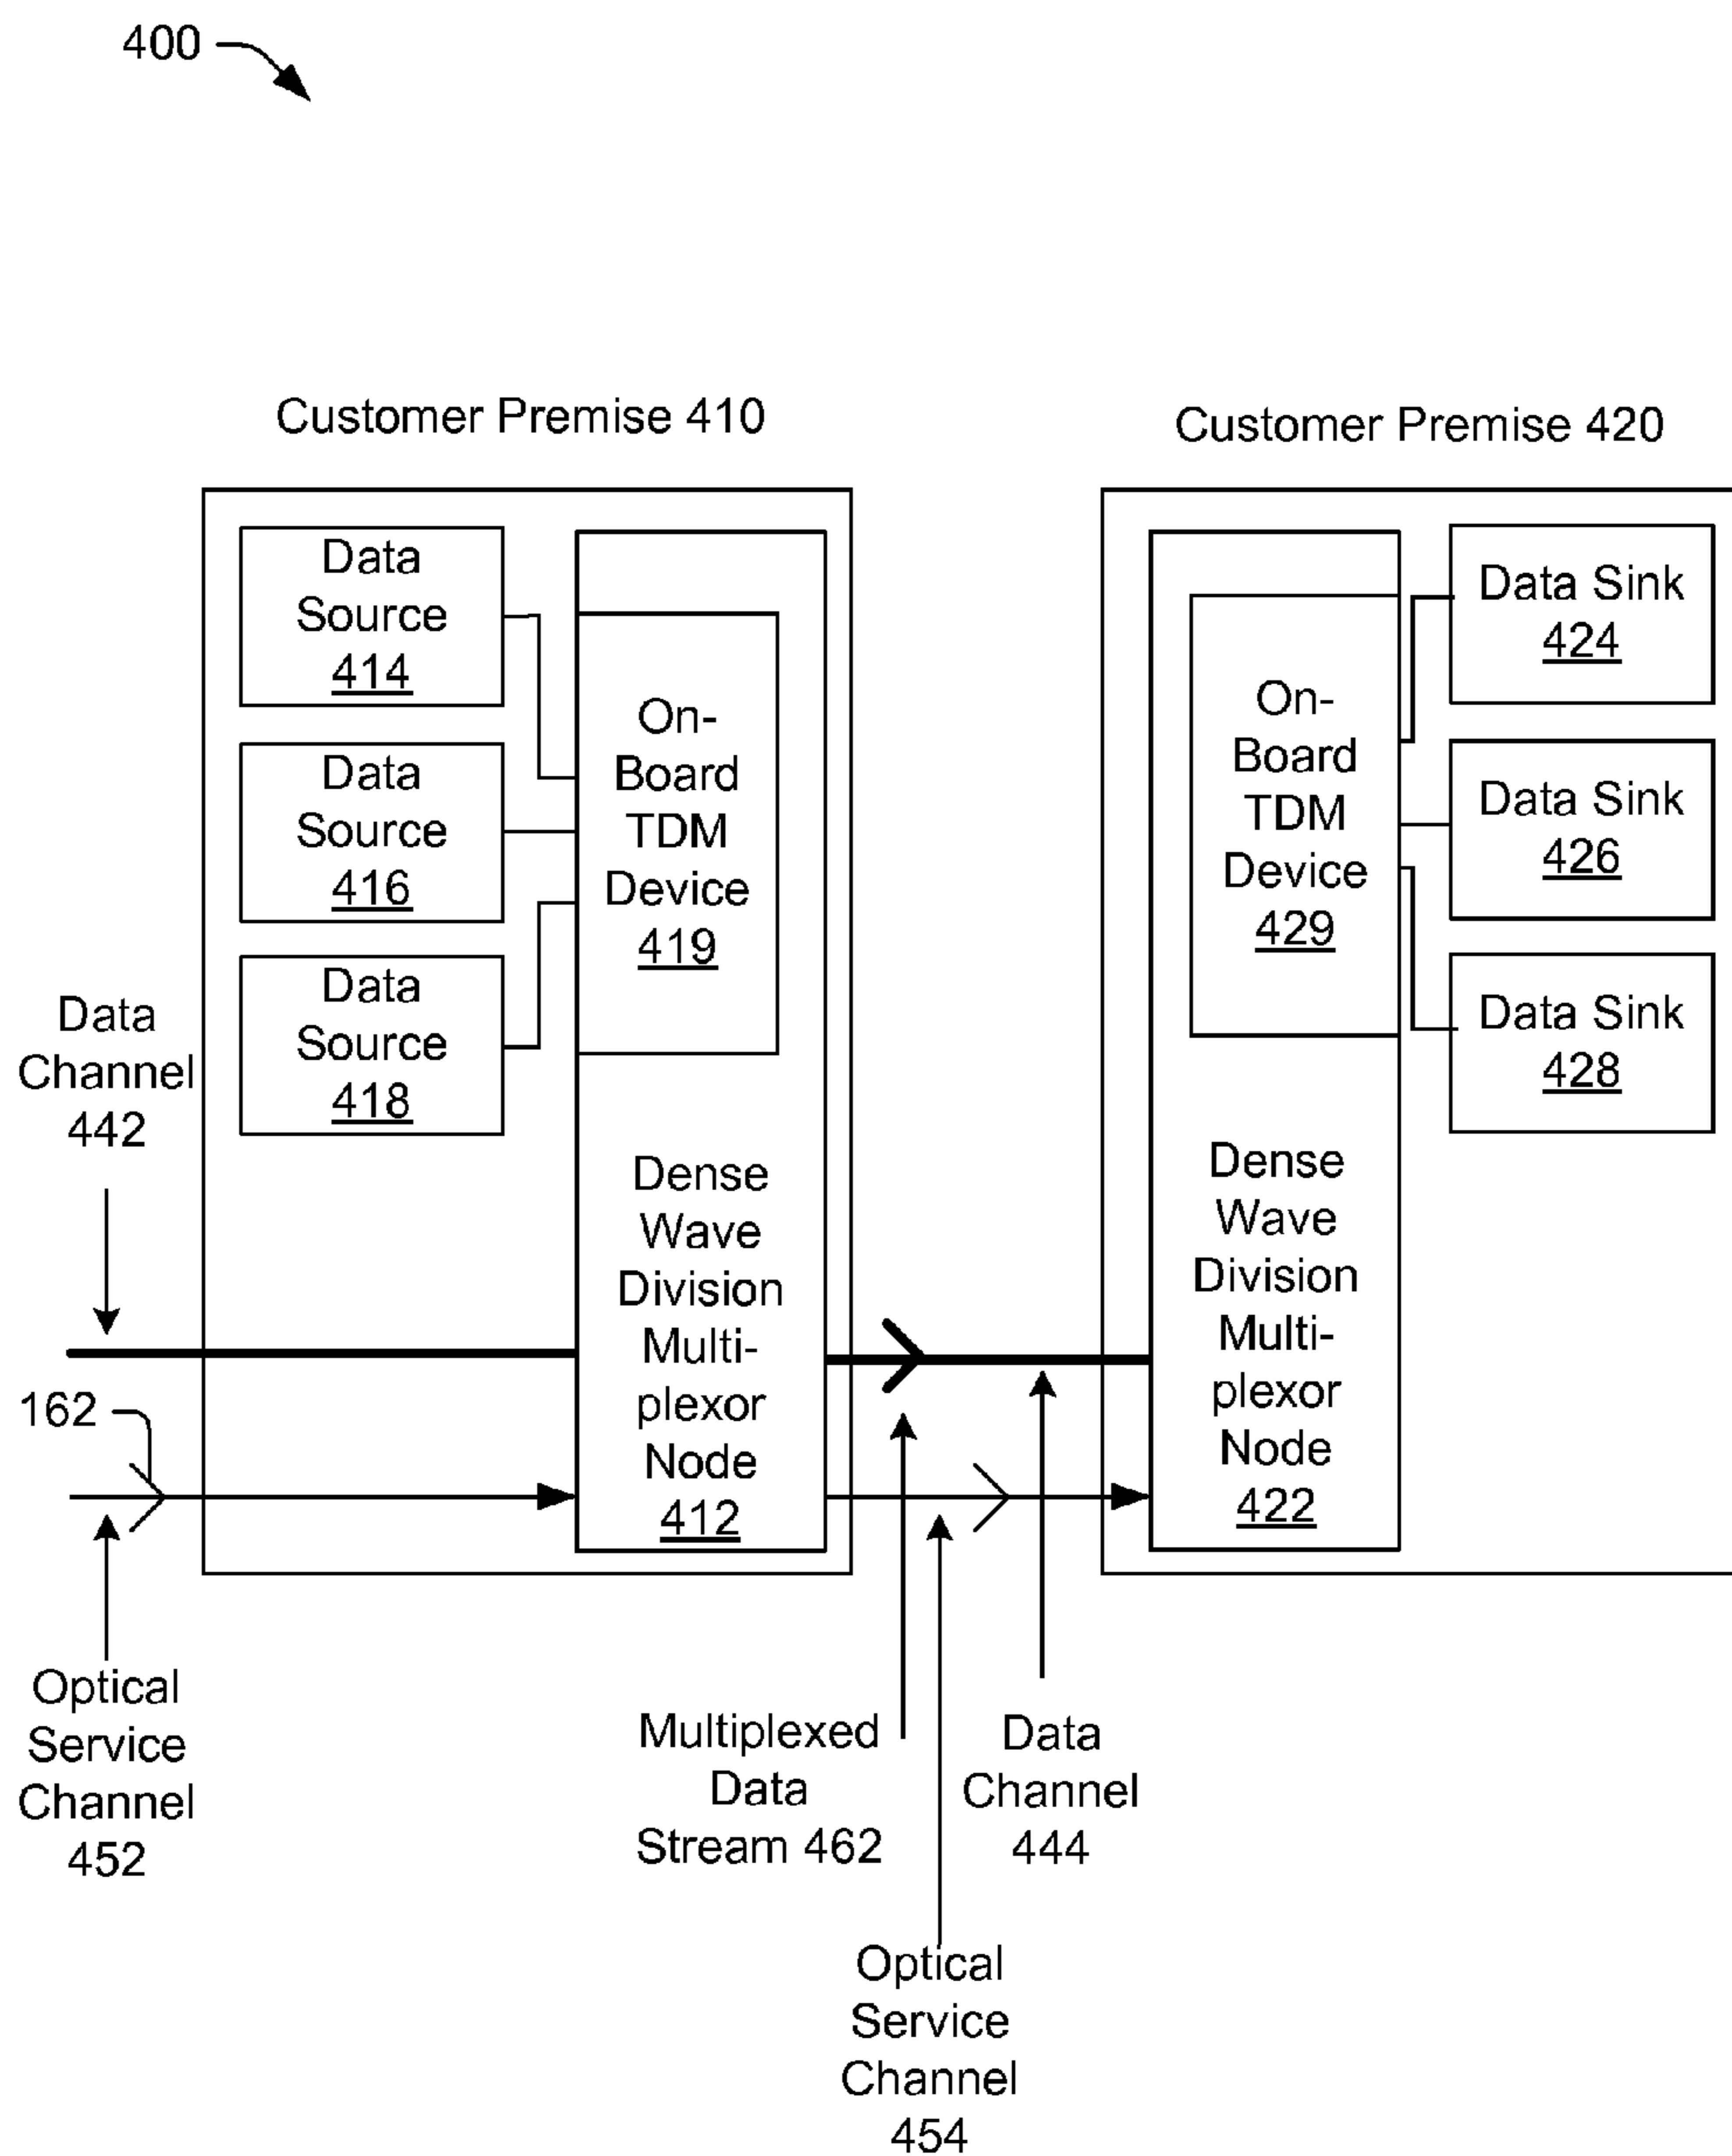 400
Customer Premise 410
Customer Premise 420
Data
Source
414
Data
Source
416
Data
Source
418
On-
Board
TDM
Device
419
Dense
Wave
Division
Multi-
plexor
Node
412
On-
Board
TDM
Device
429
Dense
Wave
Division
Multi-
plexor
Node
422
Data Sink
424
Data Sink
426
Data Sink
428
Data
Channel
442
162
Optical
Service
Channel
452
Multiplexed
Data
Stream 462
Data
Channel
444
Optical
Service
Channel
454